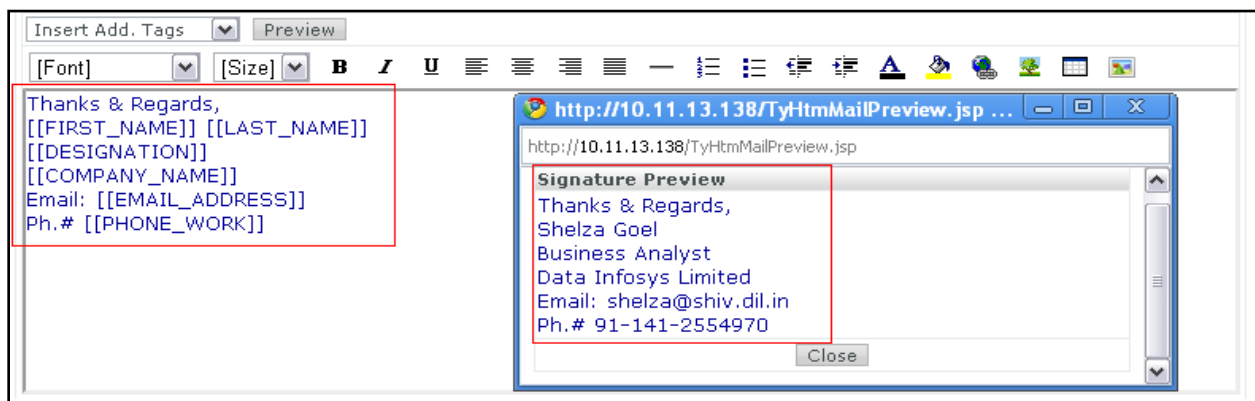 Insert Add. Tags Preview
[Font] [Size] B I U A
Thanks & Regards,
[[FIRST_NAME]] [[LAST_NAME]]
[[DESIGNATION]]
[[COMPANY_NAME]]
Email: [[EMAIL_ADDRESS]]
Ph.# [[PHONE_WORK]]
http://10.11.13.138/TyHtmMailPreview.jsp ...
http://10.11.13.138/TyHtmMailPreview.jsp
Signature Preview
Thanks & Regards,
Shelza Goel
Business Analyst
Data Infosys Limited
Email: shelza@shiv.dil.in
Ph.# 91-141-2554970
Close